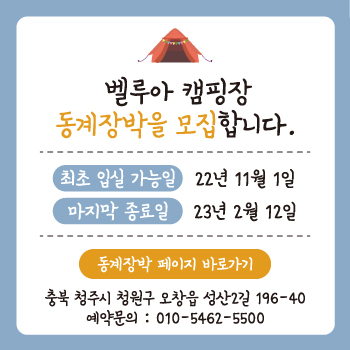 벨루아 캠핑장
동계장박을 모집합니다.
최초 입실 가능일 22년 11월 1일
마지막 종료일 23년 2월 12일
동계장박 페이지 바로가기
충북 청주시 청원구 오창읍 성산2길 196-40
예약문의 : 010-5462-5500